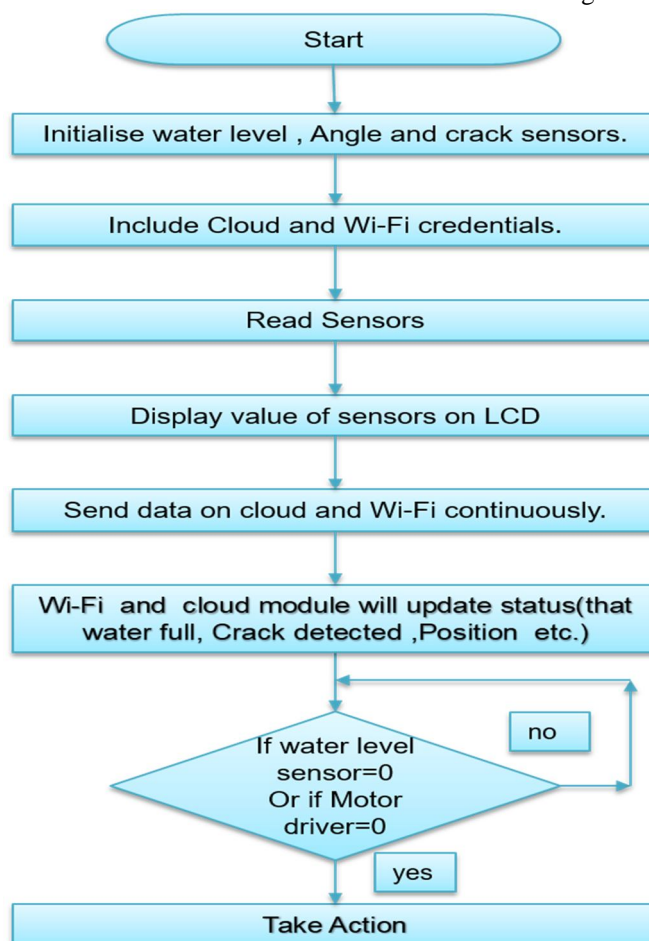 Start
Initialise water level , Angle and crack sensors.
Include Cloud and Wi-Fi credentials.
Read Sensors
Display value of sensors on LCD
Send data on cloud and Wi-Fi continuously.
Wi-Fi and cloud module will update status(that
water full, Crack detected ,Position etc.)
no
If water level
sensor=0
Or if Motor
driver=0
yes
Take Action